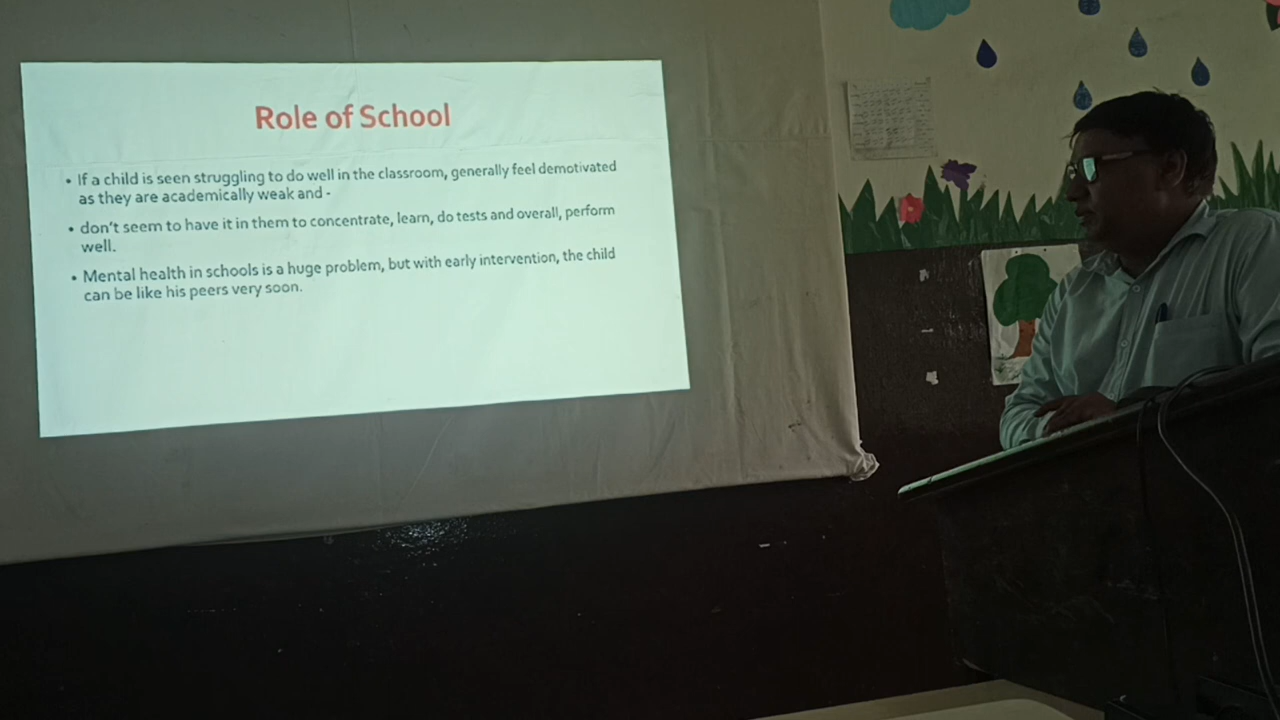 Role of School
• If a child is seen struggling to do well in the classroom, generally feel demotivated
as they are academically weak and -
• don't seem to have it in them to concentrate, learn, do tests and overall, perform
well.
• Mental health in schools is a huge problem, but with early intervention, the child
can be like his peers very soon.